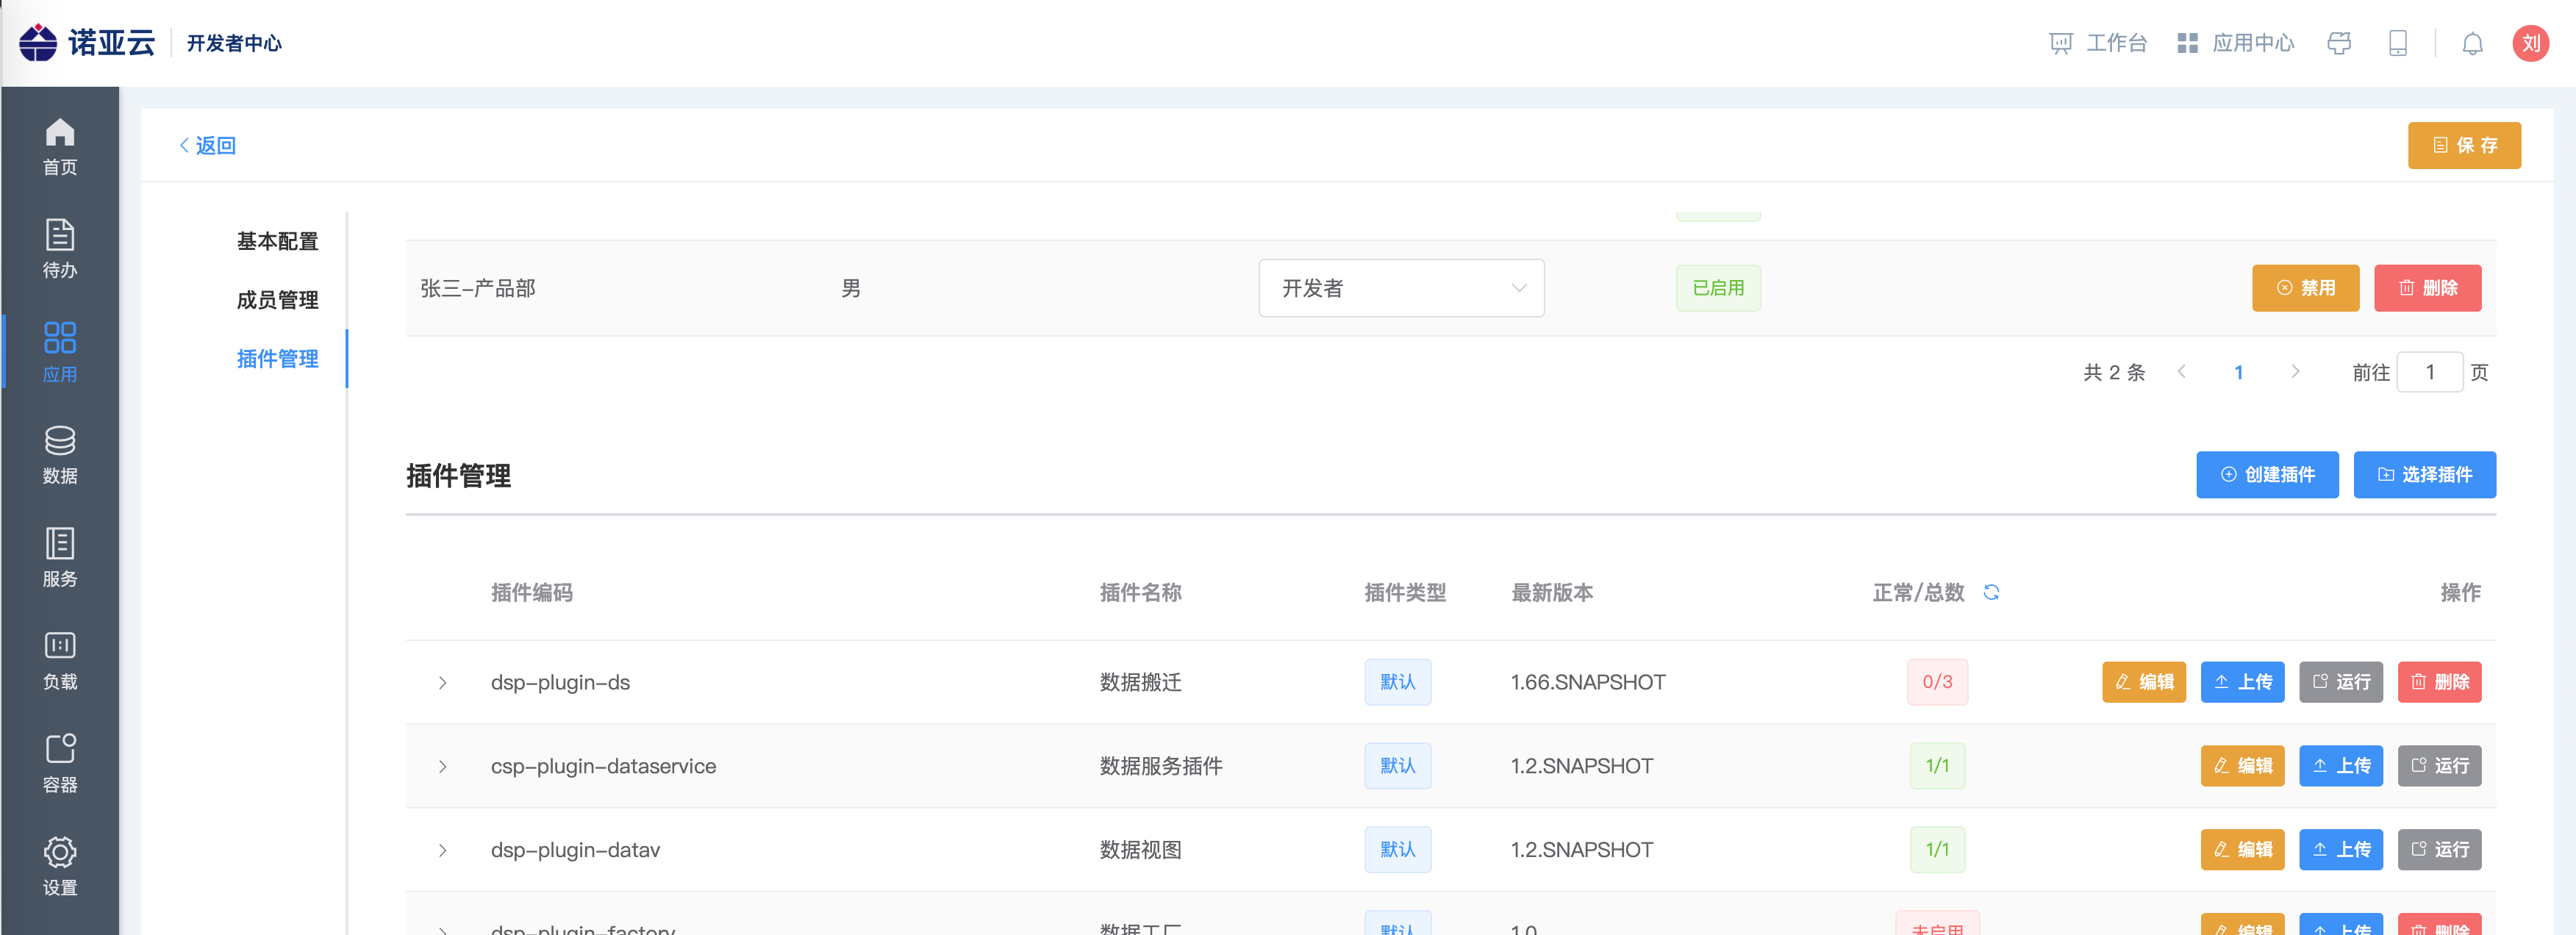 诺亚云 开发者中心 工作台 应用中心 刘
首页
待办
应用
数据
服务
负载
容器
设置
返回 保存
基本配置
成员管理
插件管理
张三-产品部 男 开发者 已启用 禁用 删除
共 2 条 1 前往 1 页
插件管理 创建插件 选择插件
插件编码 插件名称 插件类型 最新版本 正常/总数 操作
dsp-plugin-ds 数据搬迁 默认 1.66.SNAPSHOT 0/3 编辑 上传 运行 删除
csp-plugin-dataservice 数据服务插件 默认 1.2.SNAPSHOT 1/1 编辑 上传 运行
dsp-plugin-datav 数据视图 默认 1.2.SNAPSHOT 1/1 编辑 上传 运行
dsp-plugin-factory 数据工厂 默认 1.0 未启用 编辑 上传 删除